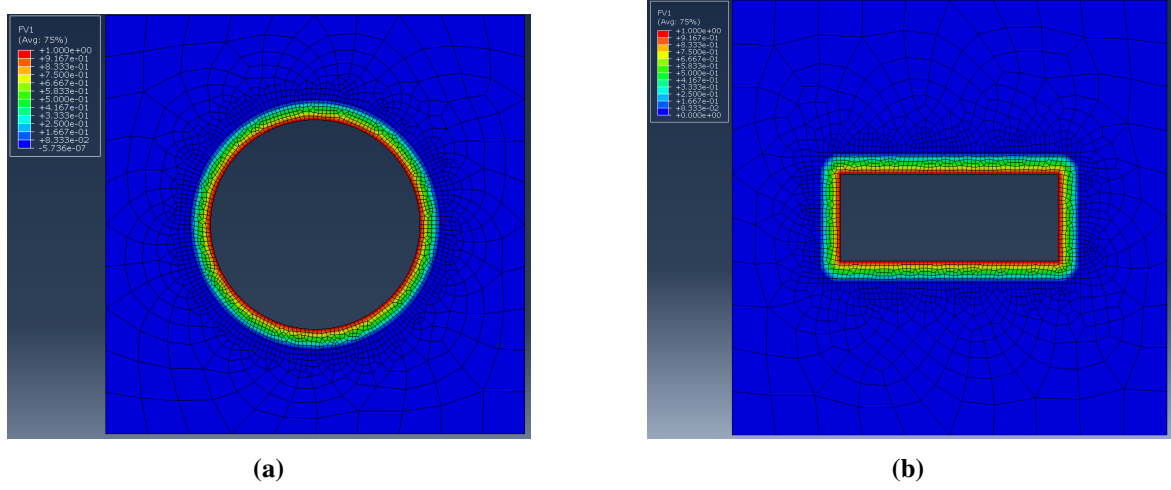 FV1
(Avg: 75%)
+1.000e+00
+9.167e-01
+8.333e-01
+7.500e-01
+6.667e-01
+5.833e-01
+5.000e-01
+4.167e-01
+3.333e-01
+2.500e-01
+1.667e-01
+8.333e-02
-5.736e-07
FV1
(Avg: 75%)
+1.000e+00
+9.167e-01
+8.333e-01
+7.500e-01
+6.667e-01
+5.833e-01
+5.000e-01
+4.167e-01
+3.333e-01
+2.500e-01
+1.667e-01
+8.333e-02
+0.000e+00
(a)
(b)